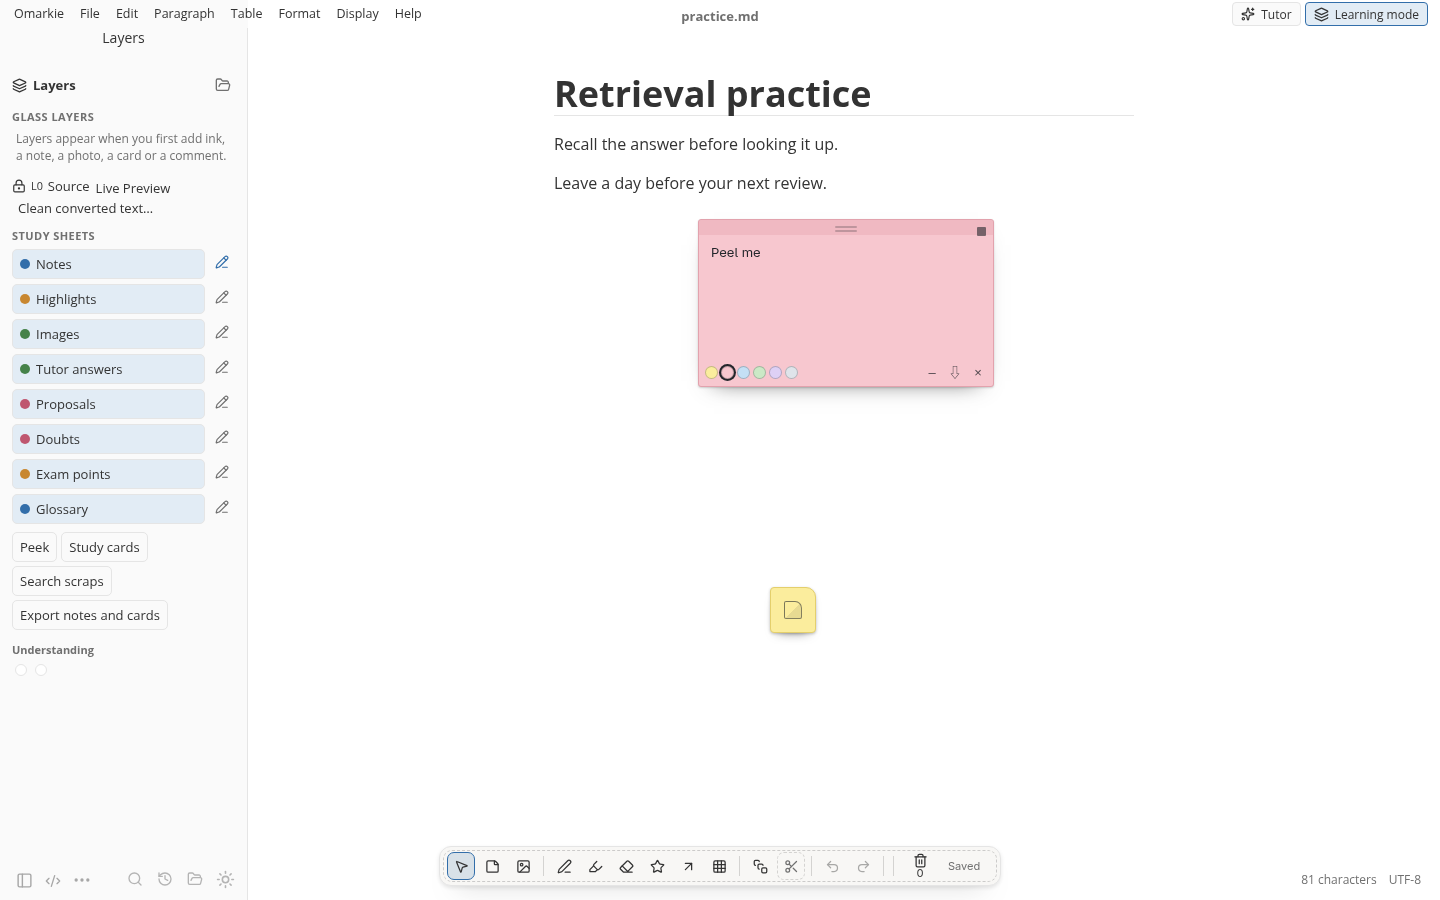 Omarkie File Edit Paragraph Table Format Display Help
practice.md
Tutor
Learning mode
Layers
Layers
GLASS LAYERS
Layers appear when you first add ink,
a note, a photo, a card or a comment.
L0 Source Live Preview
Clean converted text...
STUDY SHEETS
Notes
Highlights
Images
Tutor answers
Proposals
Doubts
Exam points
Glossary
Peek Study cards
Search scraps
Export notes and cards
Understanding
Retrieval practice
Recall the answer before looking it up.
Leave a day before your next review.
Peel me
0
Saved
81 characters UTF-8